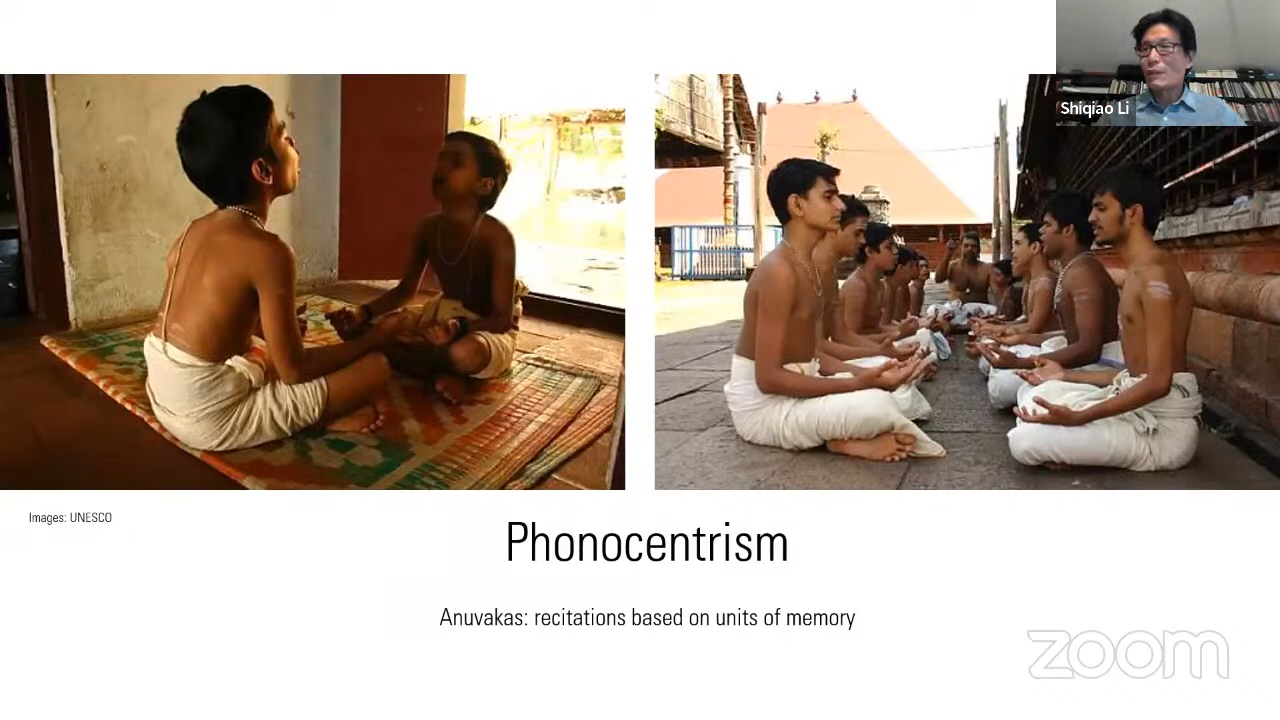 Shiqiao Li
Images: UNESCO
Phonocentrism
Anuvakas: recitations based on units of memory
zoom